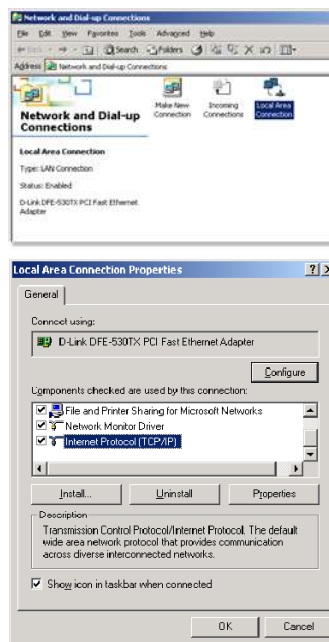 Network and Dial-up Connections
File Edit View Favorites Tools Advanced Help
Search Folders
Address Network and Dial-up Connections
Network and Dial-up
Connections
Make New
Connection
Incoming
Connections
Local Area
Connection
Local Area Connection
Type: LAN Connection
Status: Enabled
D-Link DFE-530TX PCI Fast Ethernet
Adapter
Local Area Connection Properties
General
Connect using:
D-Link DFE-530TX PCI Fast Ethernet Adapter
Configure
Components checked are used by this connection:
File and Printer Sharing for Microsoft Networks
Network Monitor Driver
Internet Protocol (TCP/IP)
Install... Uninstall Properties
Description
Transmission Control Protocol/Internet Protocol. The default
wide area network protocol that provides communication
across diverse interconnected networks.
Show icon in taskbar when connected
OK Cancel